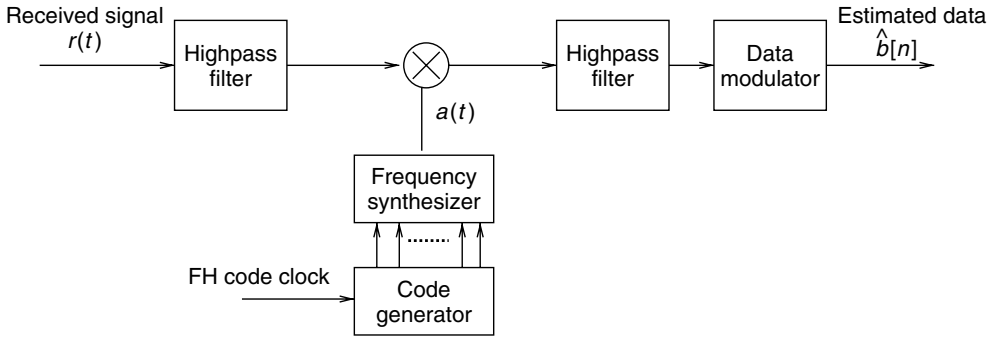 Received signal
r(t)
Highpass
filter
a(t)
Highpass
filter
Data
modulator
Estimated data
b̂[n]
Frequency
synthesizer
FH code clock
Code
generator